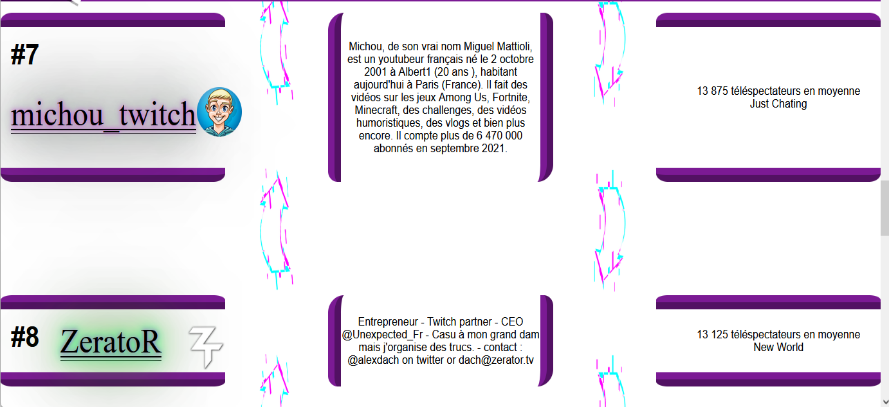 #7
michou_twitch
Michou, de son vrai nom Miguel Mattioli,
est un youtubeur français né le 2 octobre
2001 à Albert1 (20 ans ), habitant
aujourd'hui à Paris (France). Il fait des
vidéos sur les jeux Among Us, Fortnite,
Minecraft, des challenges, des vidéos
humoristiques, des vlogs et bien plus
encore. Il compte plus de 6 470 000
abonnés en septembre 2021.
13 875 téléspectateurs en moyenne
Just Chating
#8
ZeratoR
ZT
Entrepreneur - Twitch partner - CEO
@Unexpected_Fr - Casu à mon grand dam
mais j'organise des trucs. - contact :
@alexdach on twitter or dach@zerator.tv
13 125 téléspectateurs en moyenne
New World